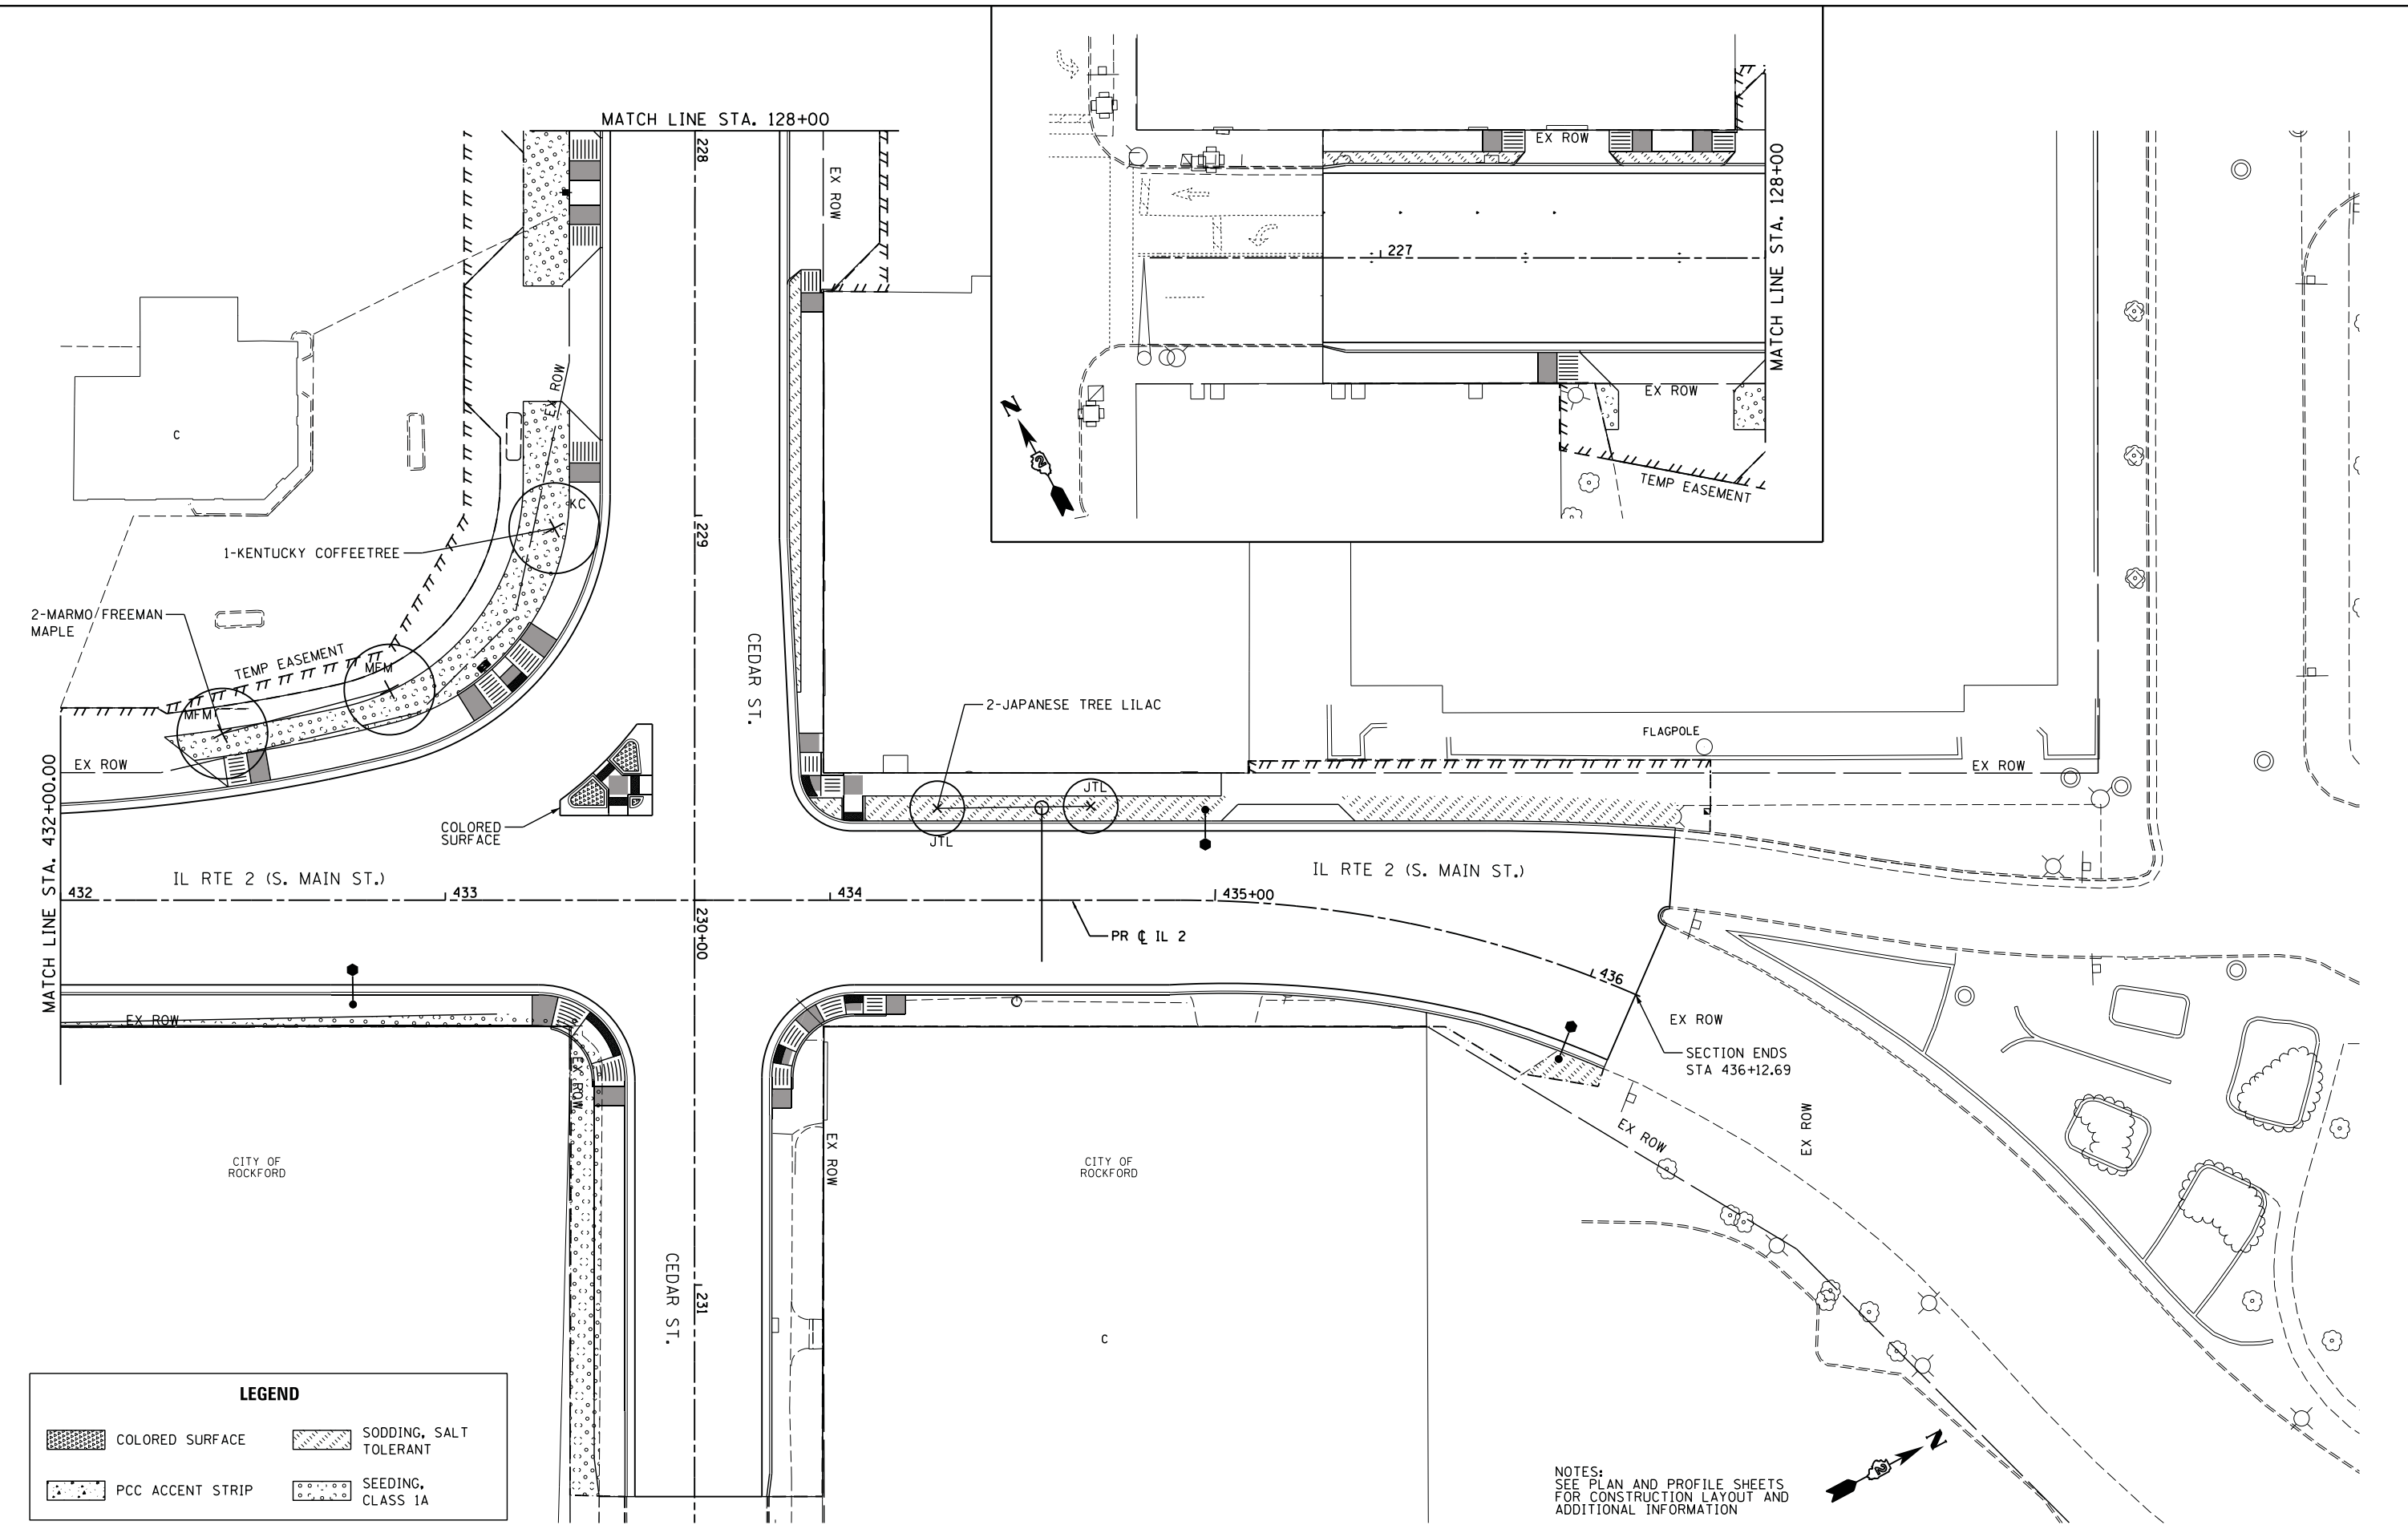 MATCH LINE STA. 128+00
228
EX ROW
EX ROW
227
MATCH LINE STA. 128+00
EX ROW
TEMP EASEMENT
N
2
EX ROW
C
KC
229
1-KENTUCKY COFFEETREE
2-MARMO FREEMAN
MAPLE
TEMP EASEMENT
MFM
MFM
CEDAR ST.
2-JAPANESE TREE LILAC
FLAGPOLE
EX ROW
EX ROW
JTL
JTL
COLORED
SURFACE
MATCH LINE STA. 432+00.00
IL RTE 2 (S. MAIN ST.)
IL RTE 2 (S. MAIN ST.)
432
433
434
435+00
230+00
PR ℄ IL 2
436
EX ROW
EX ROW
SECTION ENDS
STA 436+12.69
EX ROW
EX ROW
EX ROW
EX ROW
CITY OF
ROCKFORD
CITY OF
ROCKFORD
CEDAR ST.
231
C
LEGEND
COLORED SURFACE
SODDING, SALT
TOLERANT
PCC ACCENT STRIP
SEEDING,
CLASS 1A
NOTES:
SEE PLAN AND PROFILE SHEETS
FOR CONSTRUCTION LAYOUT AND
ADDITIONAL INFORMATION
N
2